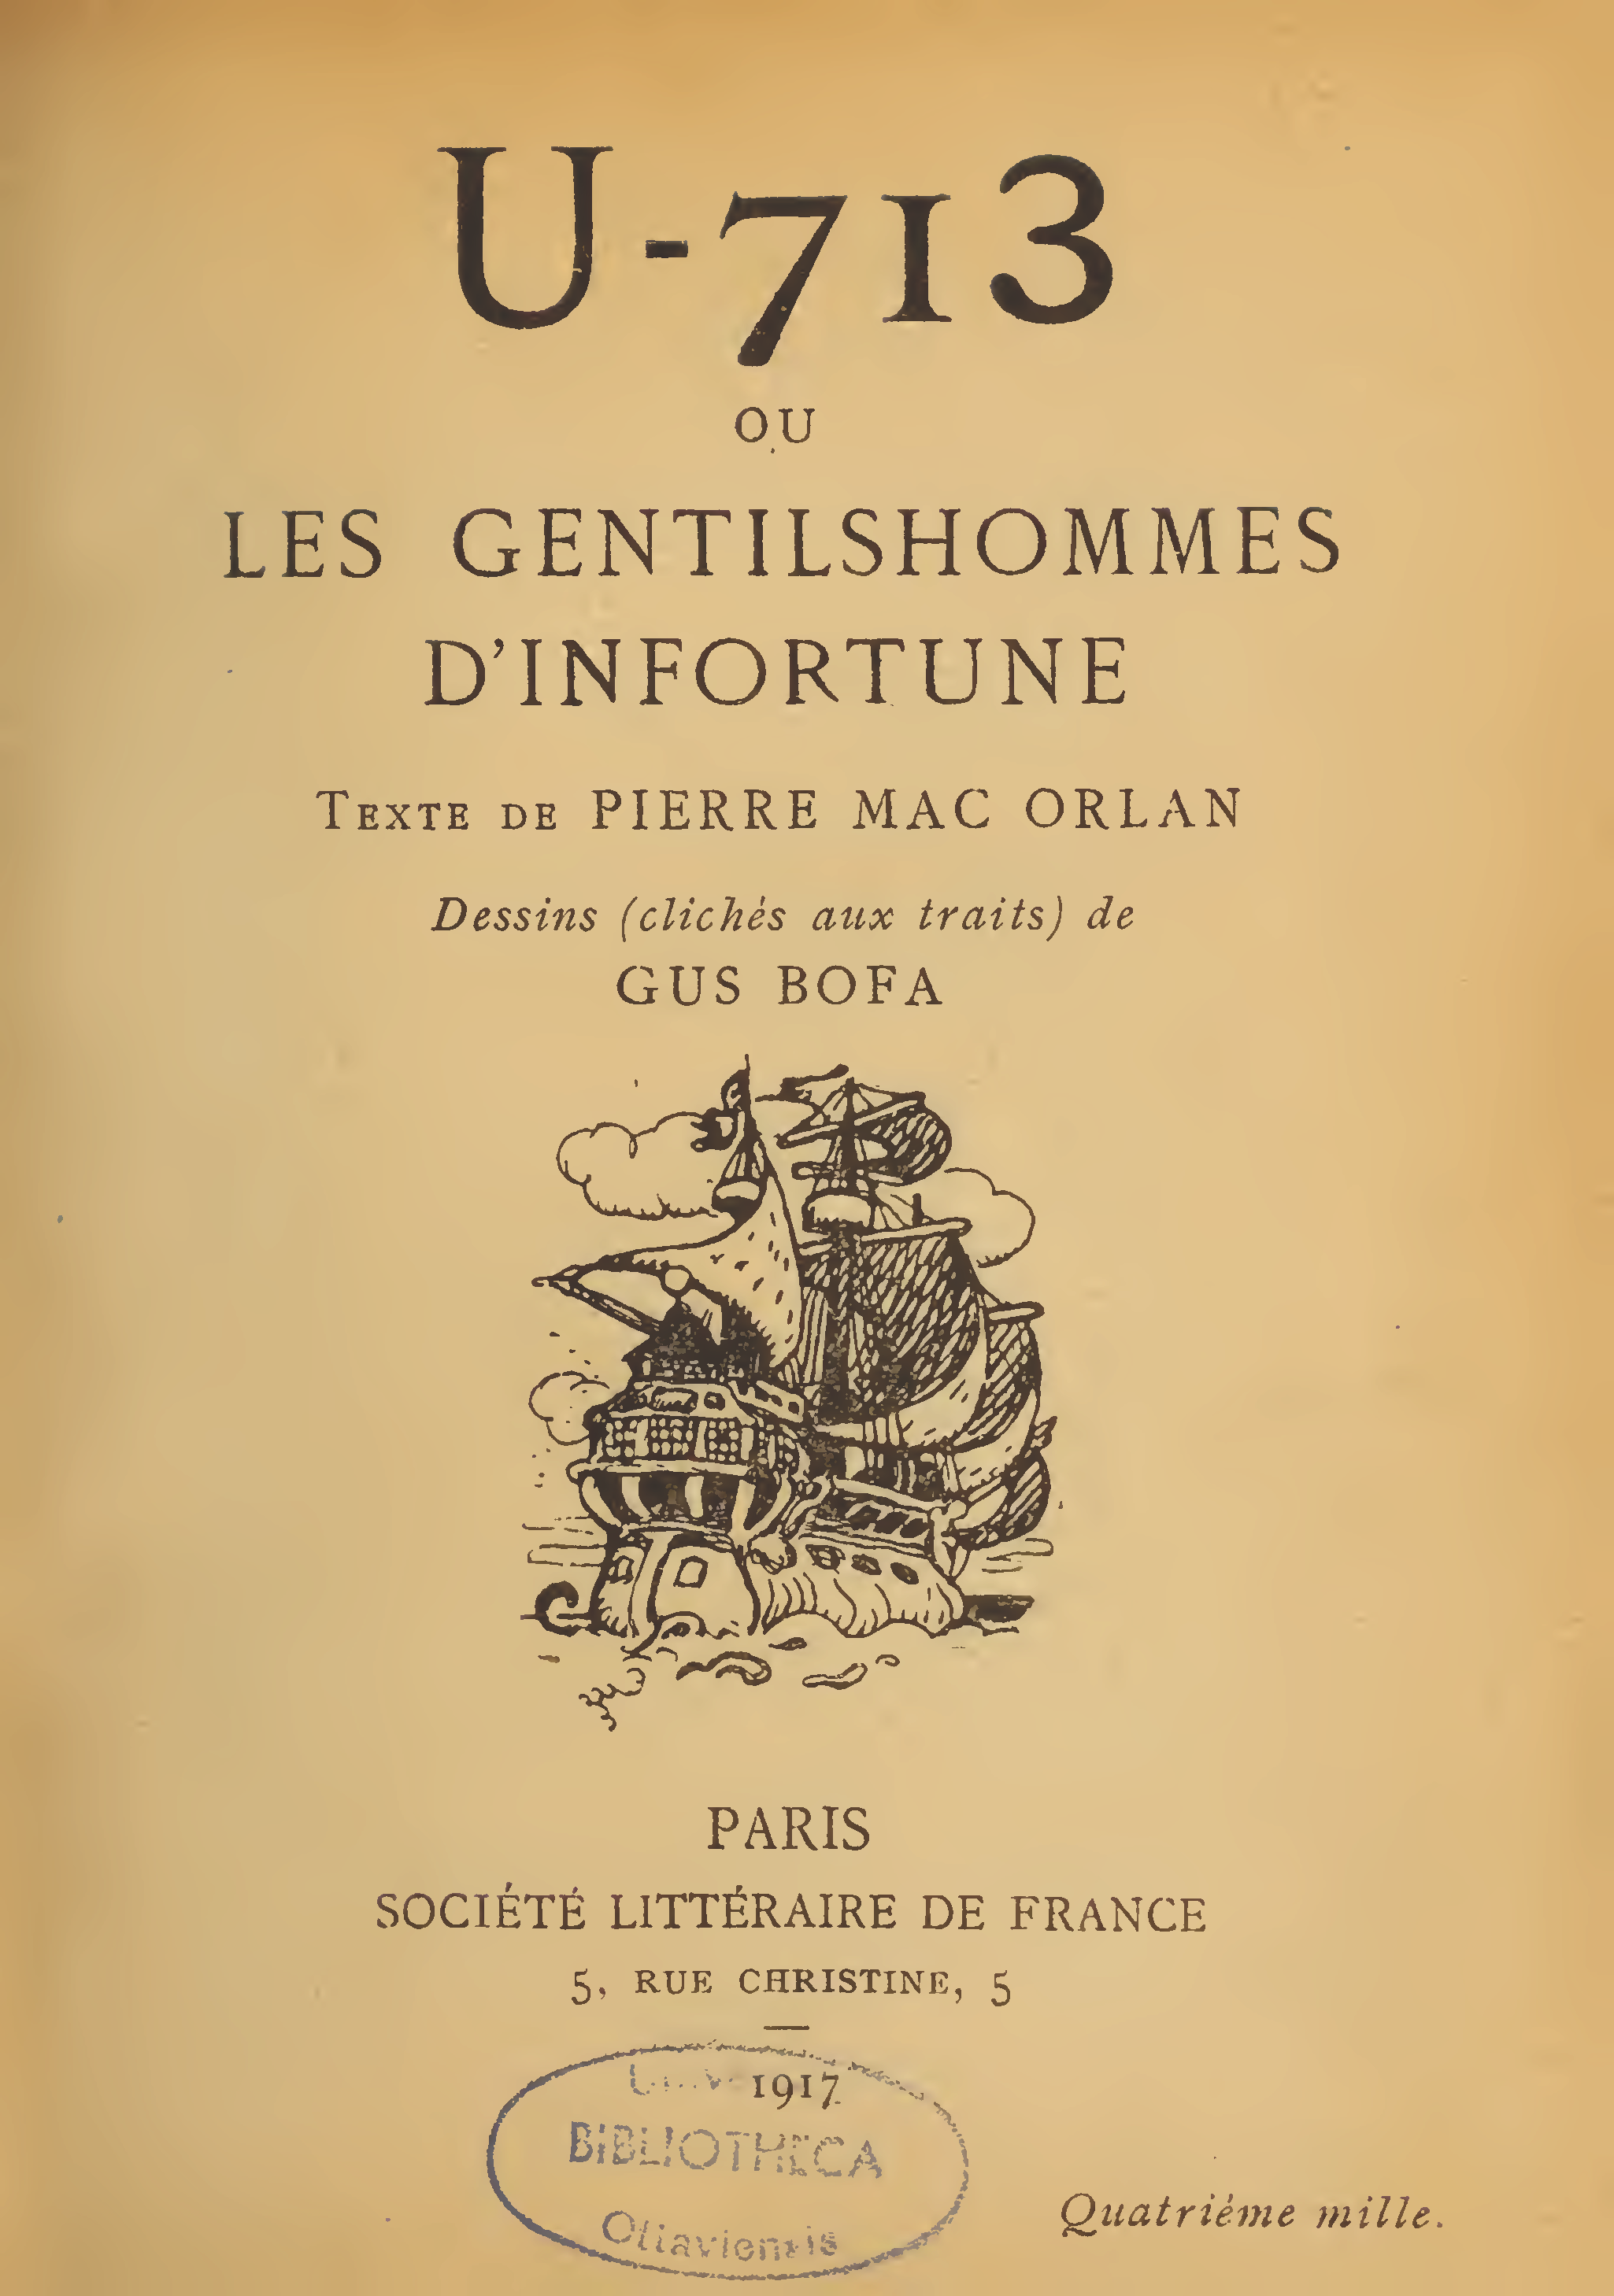 U-713
OU
LES GENTILSHOMMES
D'INFORTUNE
TEXTE DE PIERRE MAC ORLAN
Dessins (clichés aux traits) de
GUS BOFA
PARIS
SOCIÉTÉ LITTÉRAIRE DE FRANCE
5, RUE CHRISTINE, 5
1917
BIBLIOTHECA
Ottaviensis
Quatrième mille.